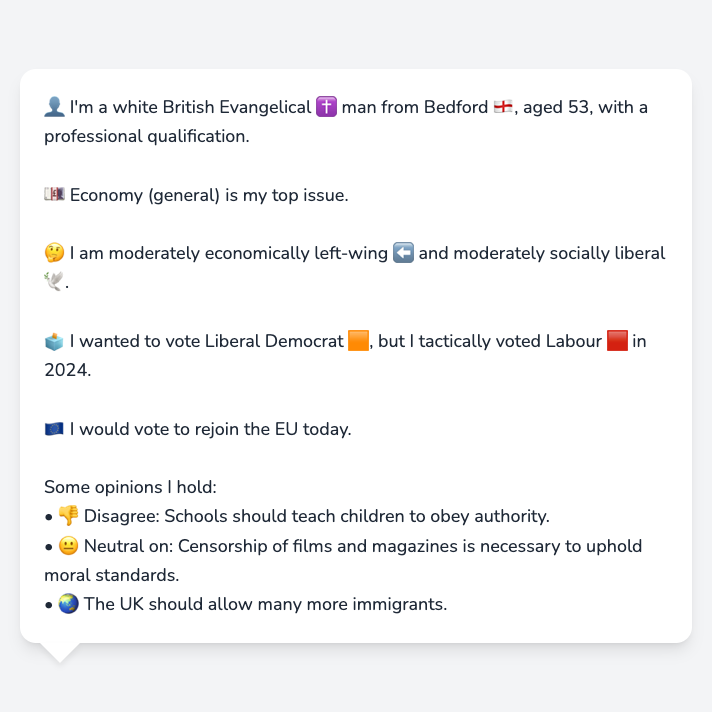 👤 I'm a white British Evangelical ✝️ man from Bedford 🏴󠁧󠁢󠁥󠁮󠁧󠁿, aged 53, with a
professional qualification.
💷 Economy (general) is my top issue.
🤔 I am moderately economically left-wing ⬅️ and moderately socially liberal
🕊️.
🗳️ I wanted to vote Liberal Democrat 🟧, but I tactically voted Labour 🟥 in
2024.
🇪🇺 I would vote to rejoin the EU today.
Some opinions I hold:
• 👎 Disagree: Schools should teach children to obey authority.
• 😐 Neutral on: Censorship of films and magazines is necessary to uphold
moral standards.
• 🌏 The UK should allow many more immigrants.